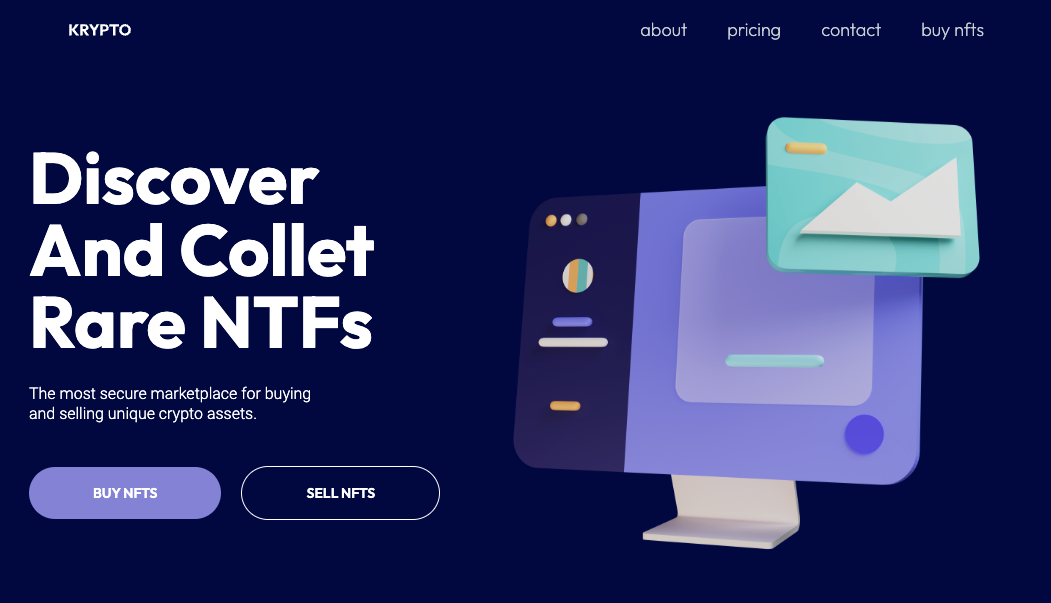 KRYPTO
about
pricing
contact
buy nfts
Discover
And Collet
Rare NTFs
The most secure marketplace for buying
and selling unique crypto assets.
BUY NFTS
SELL NFTS